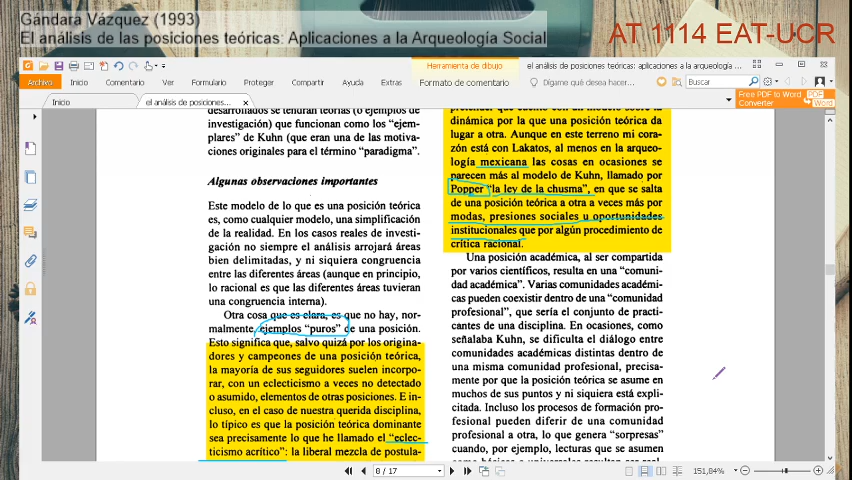 Gándara Vázquez (1993)
El análisis de las posiciones teóricas: Aplicaciones a la Arqueología Social
AT 1114 EAT-UCR
Herramienta de dibujo
el análisis de posiciones teóricas: aplicaciones a la arqueología
Archivo Inicio Comentario Ver Formulario Proteger Compartir Ayuda Extras Formato de comentario Dígame qué desea hacer... Buscar
Inicio el análisis de posiciones... × Free PDF to Word Converter PDF Word
desarrollados se tendrán teorías (o ejemplos de
investigación) que funcionan como los "ejem-
plares" de Kuhn (que eran una de las motiva-
ciones originales para el término "paradigma".
Algunas observaciones importantes
Este modelo de lo que es una posición teórica
es, como cualquier modelo, una simplificación
de la realidad. En los casos reales de investi-
gación no siempre el análisis arrojará áreas
bien delimitadas, y ni siquiera congruencia
entre las diferentes áreas (aunque en principio,
lo racional es que las diferentes áreas tuvieran
una congruencia interna).
Otra cosa que es clara, es que no hay, nor-
malmente, ejemplos "puros" de una posición.
Esto significa que, salvo quizá por los origina-
dores y campeones de una posición teórica,
la mayoría de sus seguidores suelen incorpo-
rar, con un eclecticismo a veces no detectado
o asumido, elementos de otras posiciones. E in-
cluso, en el caso de nuestra querida disciplina,
lo típico es que la posición teórica dominante
sea precisamente lo que he llamado el "eclec-
ticismo acrítico": la liberal mezcla de postula-
dinámica por la que una posición teórica da
lugar a otra. Aunque en este terreno mi cora-
zón está con Lakatos, al menos en la arqueo-
logía mexicana las cosas en ocasiones se
parecen más al modelo de Kuhn, llamado por
Popper "la ley de la chusma", en que se salta
de una posición teórica a otra a veces más por
modas, presiones sociales u oportunidades
institucionales que por algún procedimiento de
crítica racional.
Una posición académica, al ser compartida
por varios científicos, resulta en una "comuni-
dad académica". Varias comunidades académi-
cas pueden coexistir dentro de una "comunidad
profesional", que sería el conjunto de practi-
cantes de una disciplina. En ocasiones, como
señalaba Kuhn, se dificulta el diálogo entre
comunidades académicas distintas dentro de
una misma comunidad profesional, precisa-
mente por que la posición teórica se asume en
muchos de sus puntos y ni siquiera está expli-
citada. Incluso los procesos de formación pro-
fesional pueden diferir de una comunidad
profesional a otra, lo que genera "sorpresas"
cuando, por ejemplo, lecturas que se asumen
8 / 17 151,84%